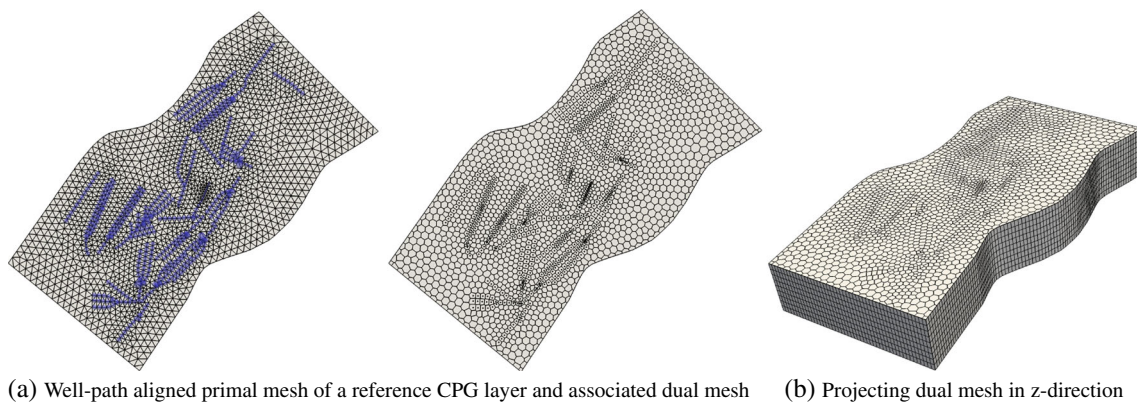 (a) Well-path aligned primal mesh of a reference CPG layer and associated dual mesh
(b) Projecting dual mesh in z-direction